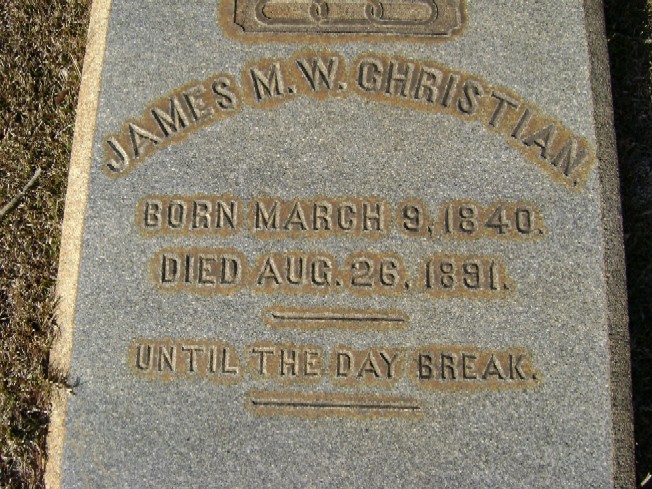 JAMES M. W. CHRISTIAN.
BORN MARCH 9, 1840.
DIED AUG. 26, 1891.
UNTIL THE DAY BREAK.